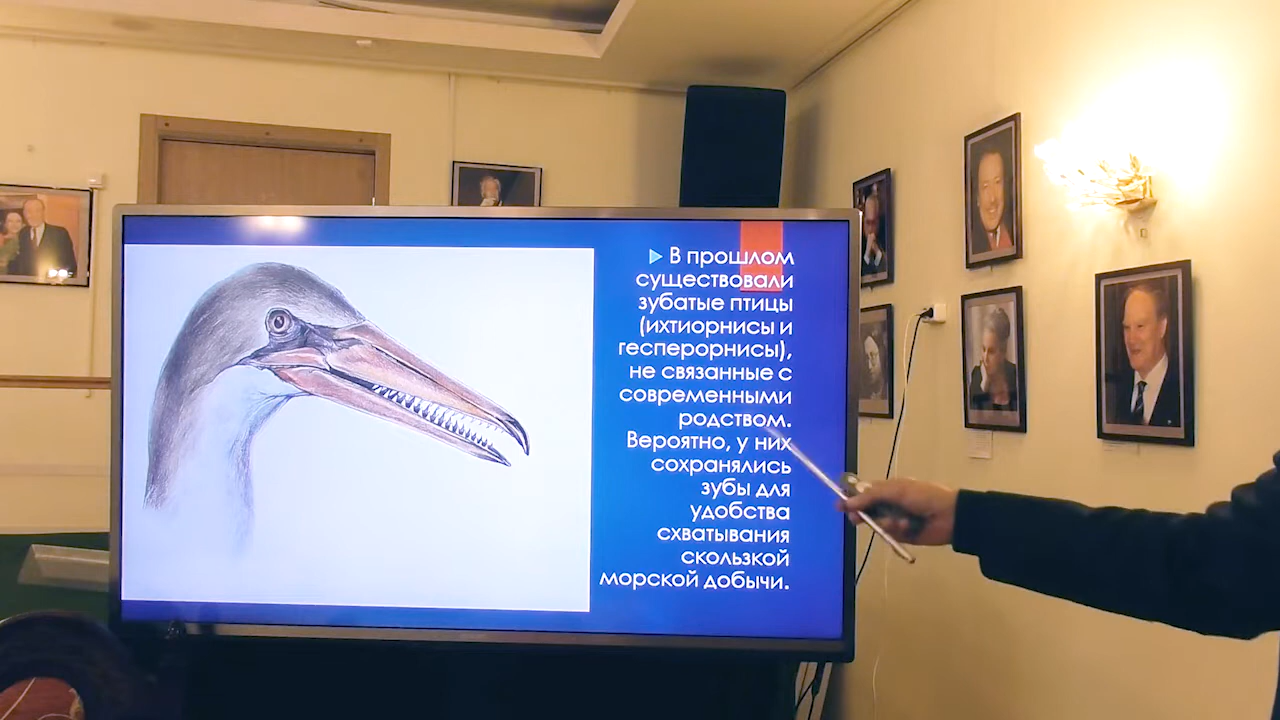 В прошлом
существовали
зубатые птицы
(ихтиорнисы и
гесперорнисы),
не связанные с
современными
родством.
Вероятно, у них
сохранялись
зубы для
удобства
схватывания
скользкой
морской добычи.